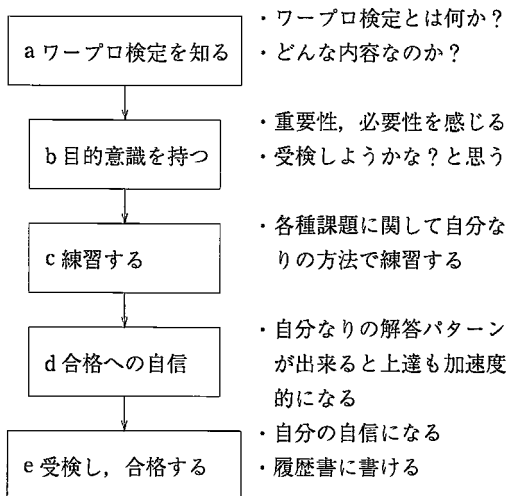 a ワープロ検定を知る
・ワープロ検定とは何か？
・どんな内容なのか？
b 目的意識を持つ
・重要性，必要性を感じる
・受検しようかな？と思う
c 練習する
・各種課題に関して自分な
りの方法で練習する
d 合格への自信
・自分なりの解答パターン
が出来ると上達も加速度
的になる
・自分の自信になる
e 受検し，合格する
・履歴書に書ける